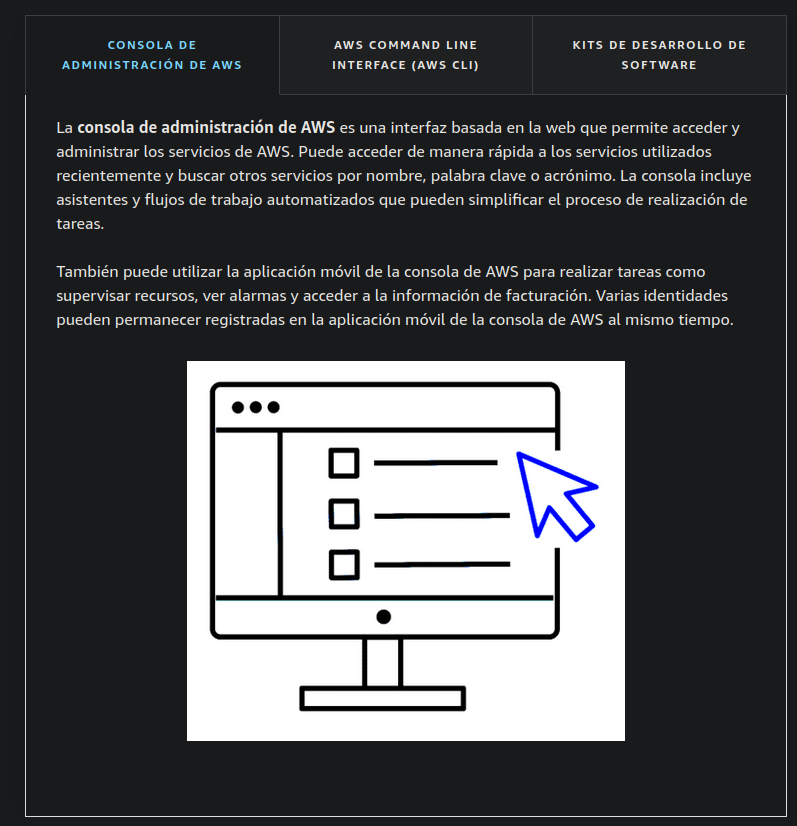 CONSOLA DE
ADMINISTRACIÓN DE AWS
AWS COMMAND LINE
INTERFACE (AWS CLI)
KITS DE DESARROLLO DE
SOFTWARE
La consola de administración de AWS es una interfaz basada en la web que permite acceder y
administrar los servicios de AWS. Puede acceder de manera rápida a los servicios utilizados
recientemente y buscar otros servicios por nombre, palabra clave o acrónimo. La consola incluye
asistentes y flujos de trabajo automatizados que pueden simplificar el proceso de realización de
tareas.
También puede utilizar la aplicación móvil de la consola de AWS para realizar tareas como
supervisar recursos, ver alarmas y acceder a la información de facturación. Varias identidades
pueden permanecer registradas en la aplicación móvil de la consola de AWS al mismo tiempo.